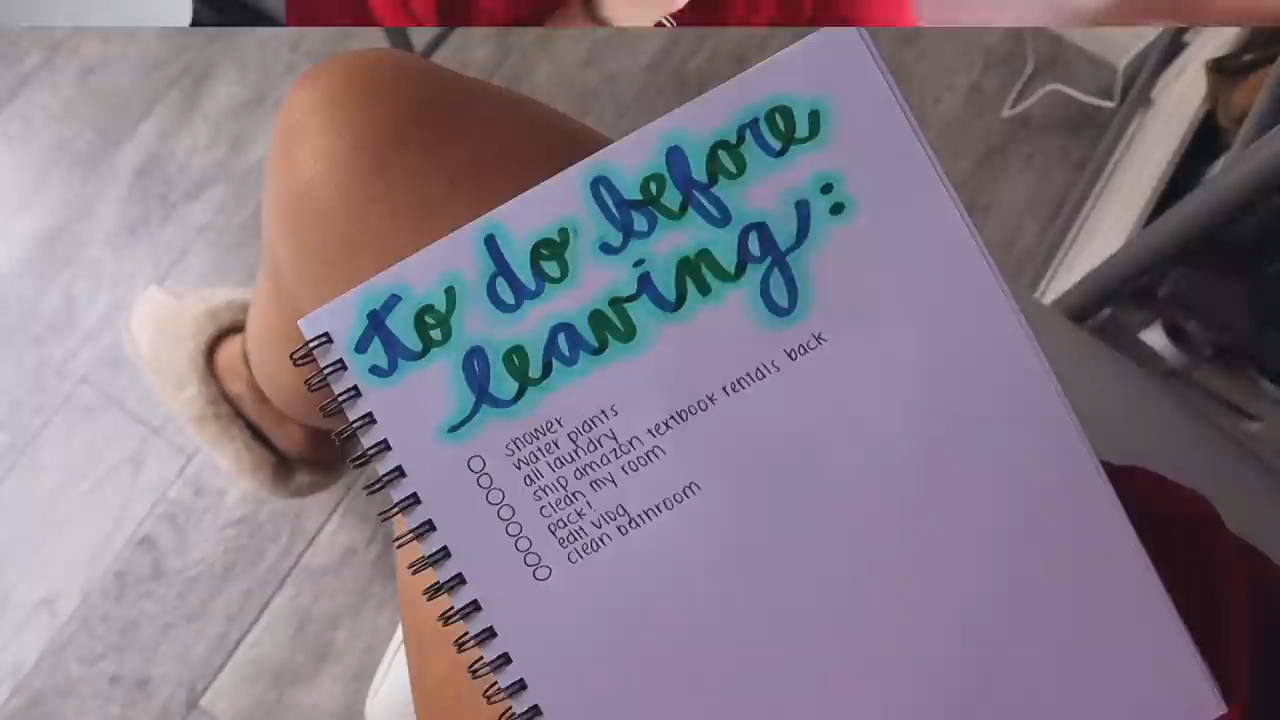 to do before
leaving:
shower
water plants
all laundry
ship amazon textbook rentals back
clean my room
pack!
edit vlog
clean bathroom